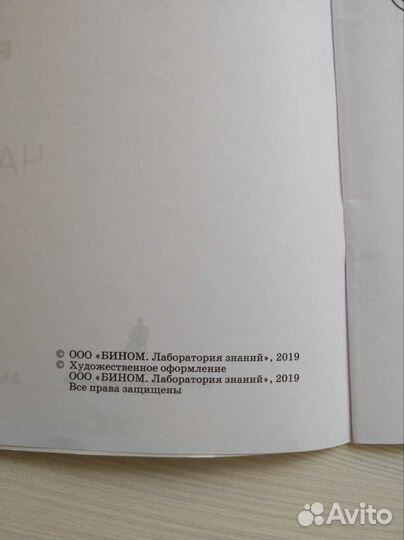 © ООО «БИНОМ. Лаборатория знаний», 2019
© Художественное оформление
ООО «БИНОМ. Лаборатория знаний», 2019
Все права защищены
Avito